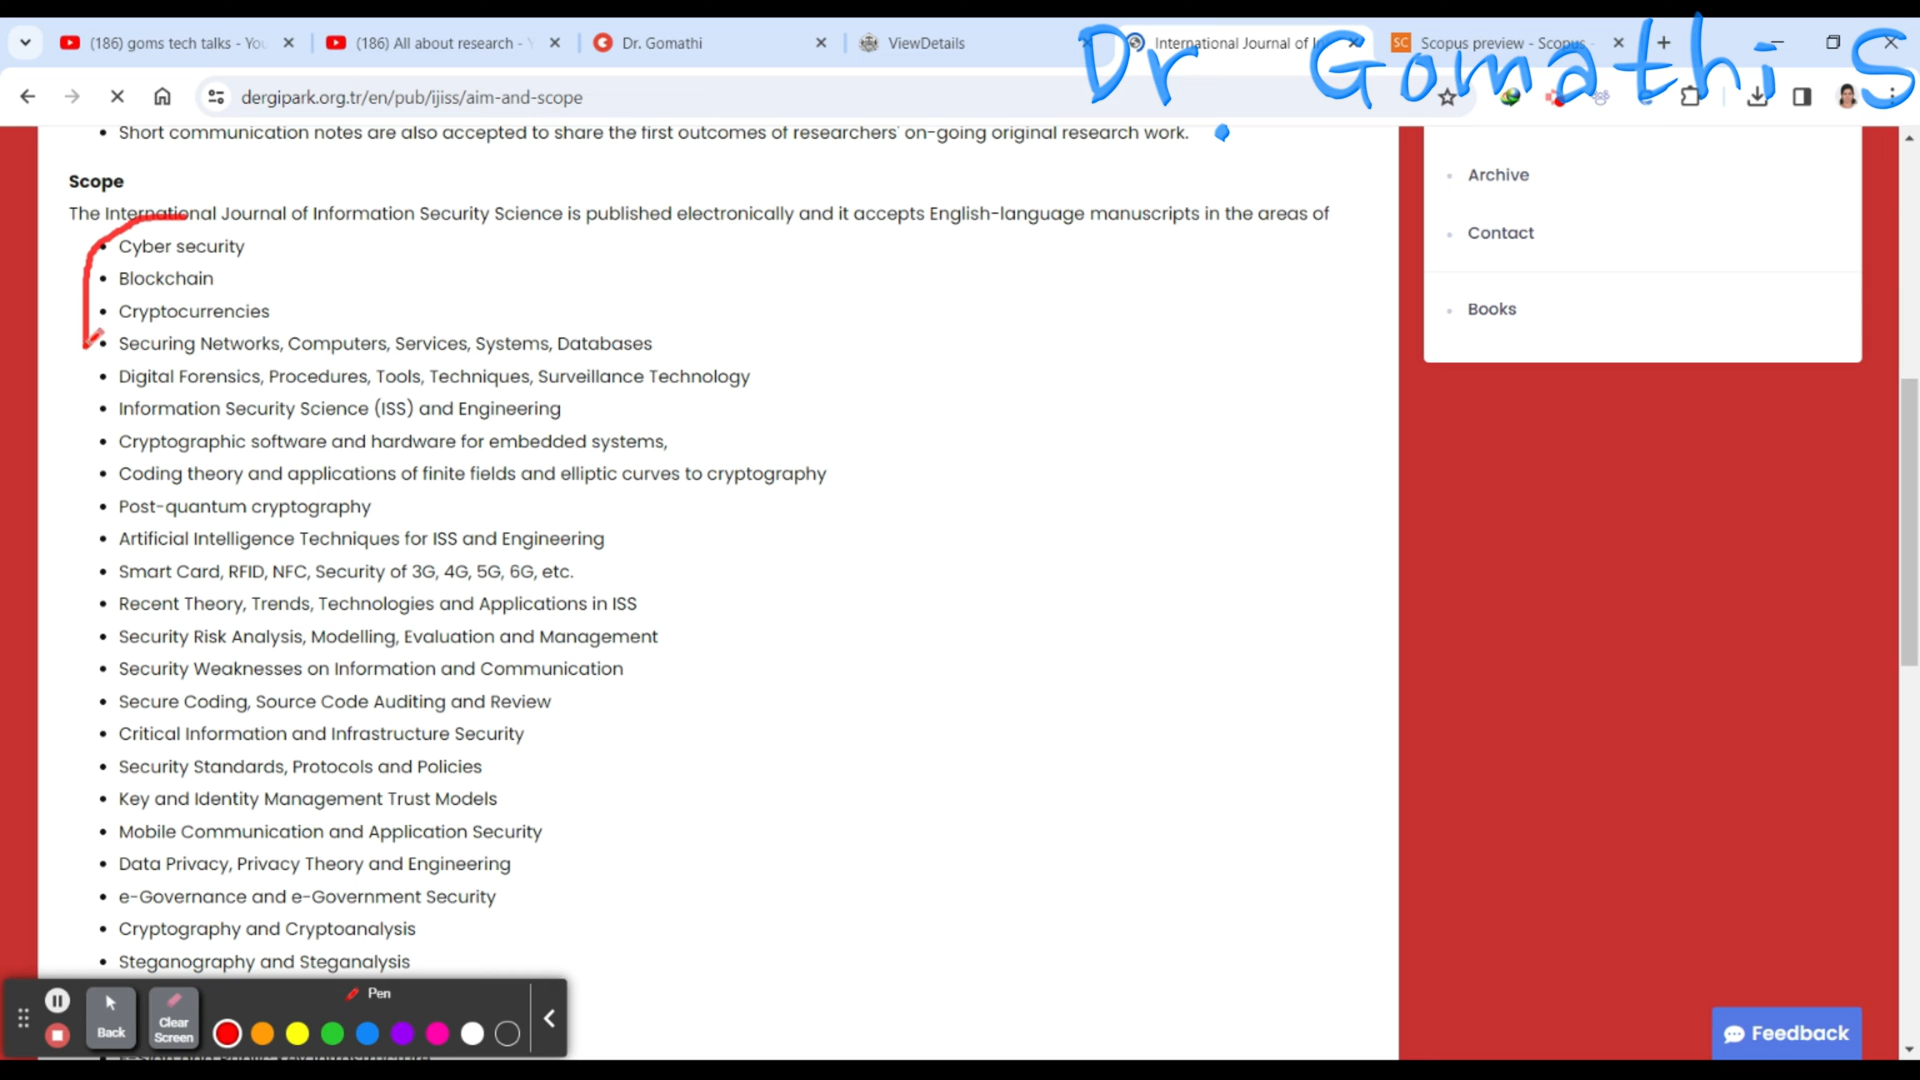 (186) goms tech talks - You
(186) All about research - Y
Dr. Gomathi
ViewDetails
International Journal of I
Scopus preview - Scopus
Dr Gomathi S
dergipark.org.tr/en/pub/ijiss/aim-and-scope
Short communication notes are also accepted to share the first outcomes of researchers' on-going original research work.
Scope
The International Journal of Information Security Science is published electronically and it accepts English-language manuscripts in the areas of
Cyber security
Blockchain
Cryptocurrencies
Securing Networks, Computers, Services, Systems, Databases
Digital Forensics, Procedures, Tools, Techniques, Surveillance Technology
Information Security Science (ISS) and Engineering
Cryptographic software and hardware for embedded systems,
Coding theory and applications of finite fields and elliptic curves to cryptography
Post-quantum cryptography
Artificial Intelligence Techniques for ISS and Engineering
Smart Card, RFID, NFC, Security of 3G, 4G, 5G, 6G, etc.
Recent Theory, Trends, Technologies and Applications in ISS
Security Risk Analysis, Modelling, Evaluation and Management
Security Weaknesses on Information and Communication
Secure Coding, Source Code Auditing and Review
Critical Information and Infrastructure Security
Security Standards, Protocols and Policies
Key and Identity Management Trust Models
Mobile Communication and Application Security
Data Privacy, Privacy Theory and Engineering
e-Governance and e-Government Security
Cryptography and Cryptoanalysis
Steganography and Steganalysis
Archive
Contact
Books
Pen
Back
Clear
Screen
Feedback